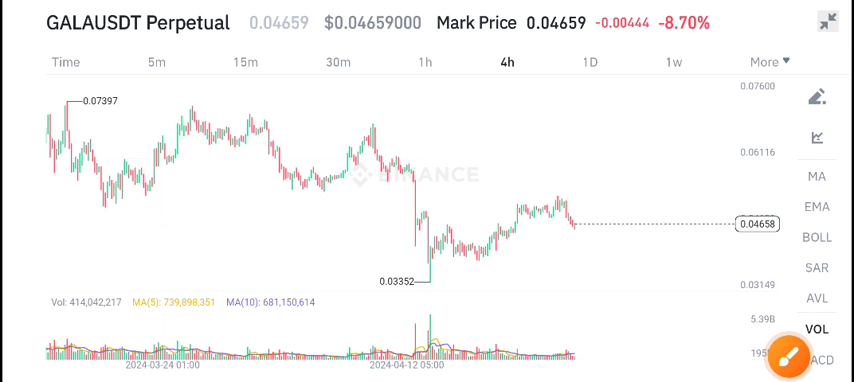 GALAUSDT Perpetual 0.04659 $0.04659000 Mark Price 0.04659 -0.00444 -8.70%
Time 5m 15m 30m 1h 4h 1D 1w More
0.07600
0.07397
0.06116
BINANCE
MA
EMA
0.04658
BOLL
SAR
0.03352
0.03149
AVL
Vol: 414,042,217 MA(5): 739,898,351 MA(10): 681,150,614
5.39B
VOL
195
ACD
2024-03-24 01:00 2024-04-12 05:00